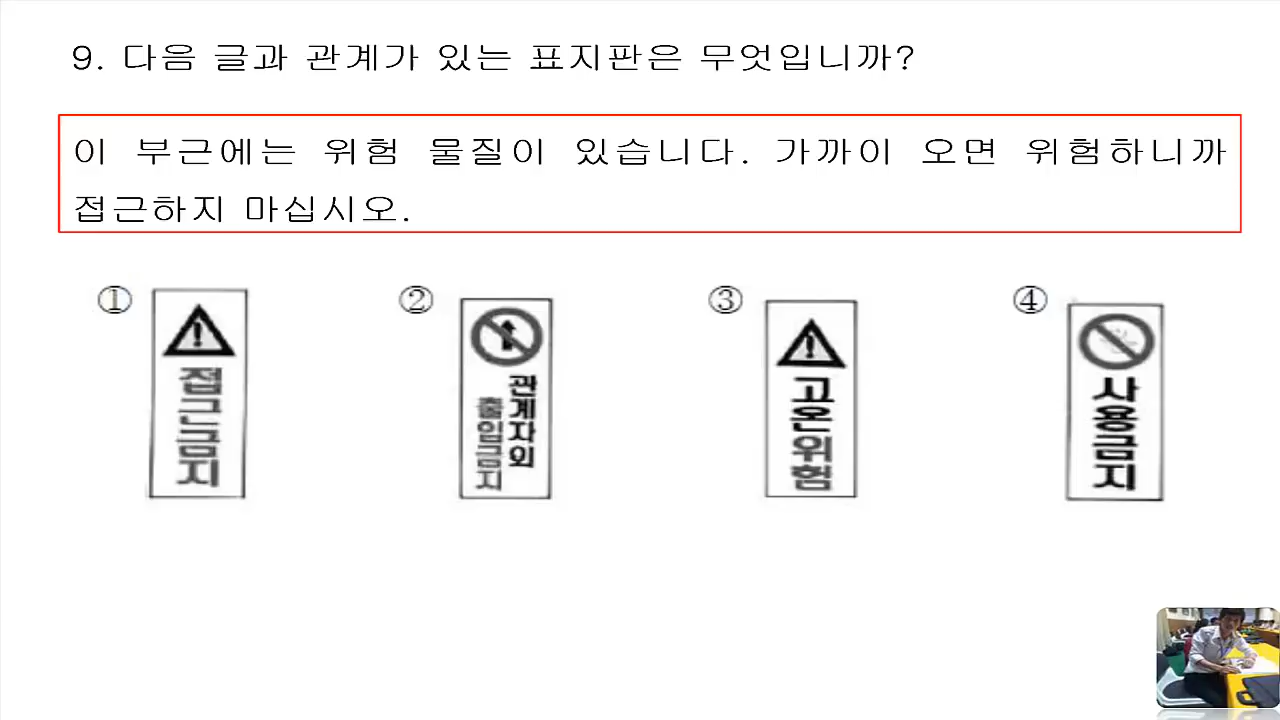 9. 다음 글과 관계가 있는 표지판은 무엇입니까?
이 부근에는 위험 물질이 있습니다. 가까이 오면 위험하니까
접근하지 마십시오.
①
접근금지
②
관계자외
출입금지
③
고온위험
④
사용금지